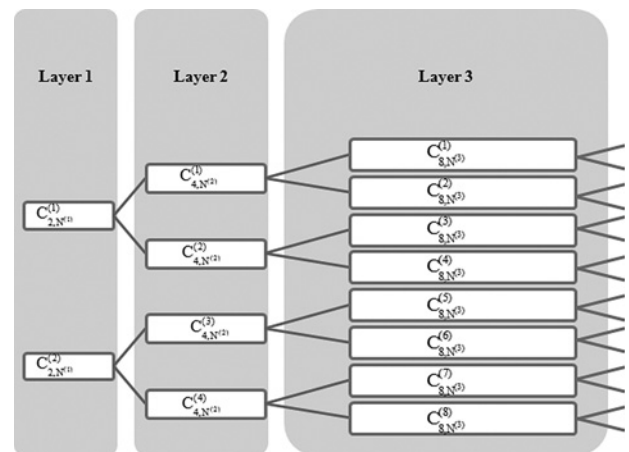 Layer 1
Layer 2
Layer 3
C^{(1)}_{2,N^{(1)}}
C^{(2)}_{2,N^{(1)}}
C^{(1)}_{4,N^{(2)}}
C^{(2)}_{4,N^{(2)}}
C^{(3)}_{4,N^{(2)}}
C^{(4)}_{4,N^{(2)}}
C^{(1)}_{8,N^{(3)}}
C^{(2)}_{8,N^{(3)}}
C^{(3)}_{8,N^{(3)}}
C^{(4)}_{8,N^{(3)}}
C^{(5)}_{8,N^{(3)}}
C^{(6)}_{8,N^{(3)}}
C^{(7)}_{8,N^{(3)}}
C^{(8)}_{8,N^{(3)}}